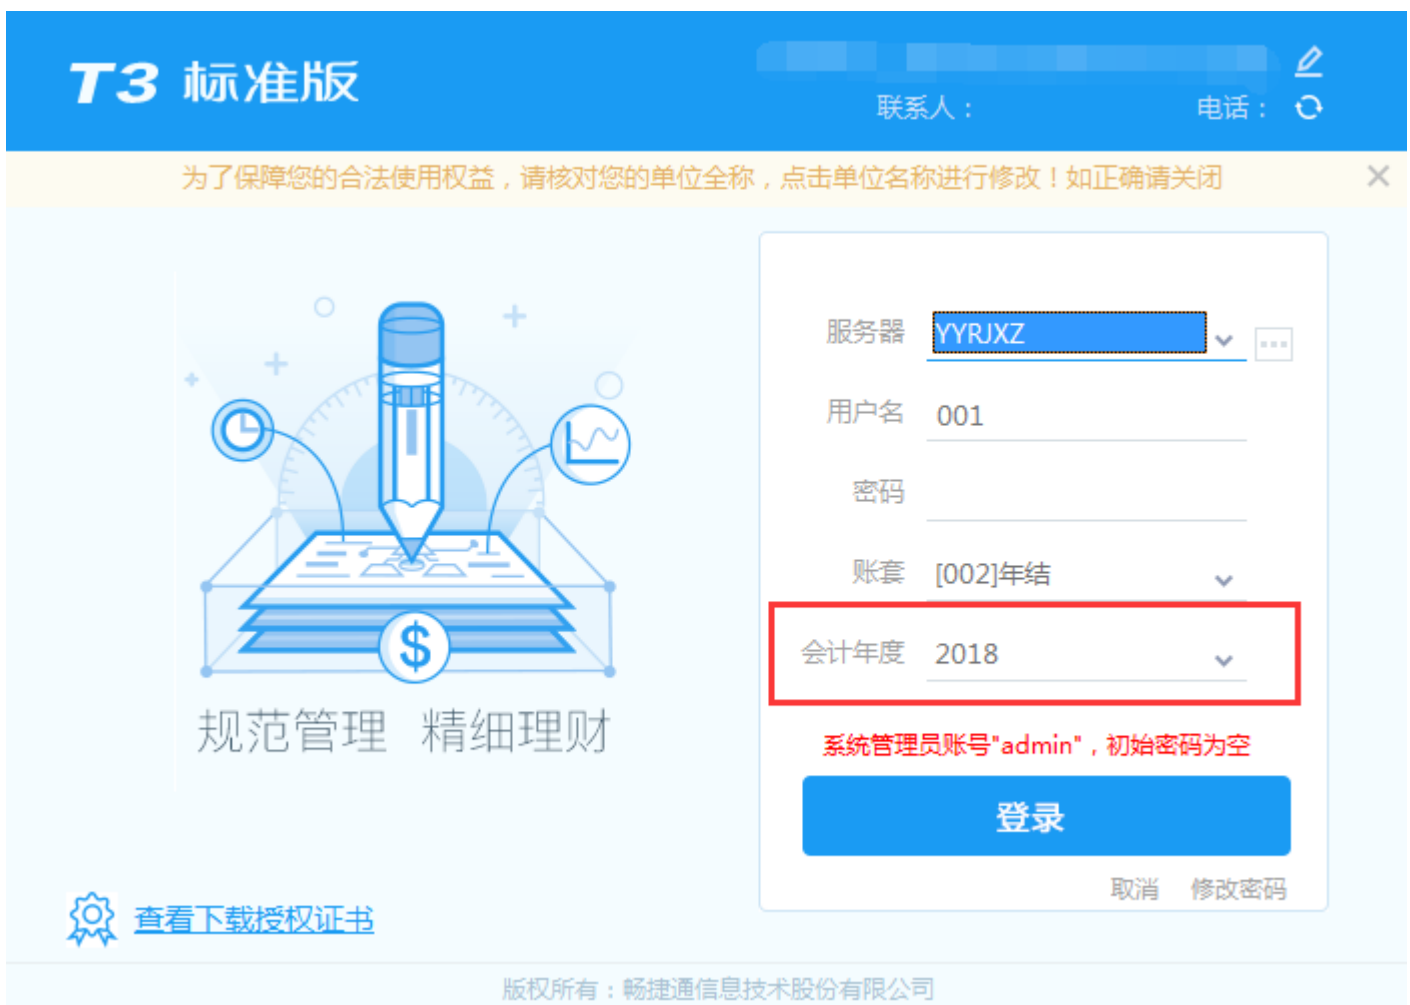 T3 标准版
联系人： 电话：
为了保障您的合法使用权益，请核对您的单位全称，点击单位名称进行修改！如正确请关闭
服务器 YYRJXZ
用户名 001
密码
账套 [002]年结
会计年度 2018
$
规范管理 精细理财
系统管理员账号"admin"，初始密码为空
登录
取消 修改密码
查看下载授权证书
版权所有：畅捷通信息技术股份有限公司